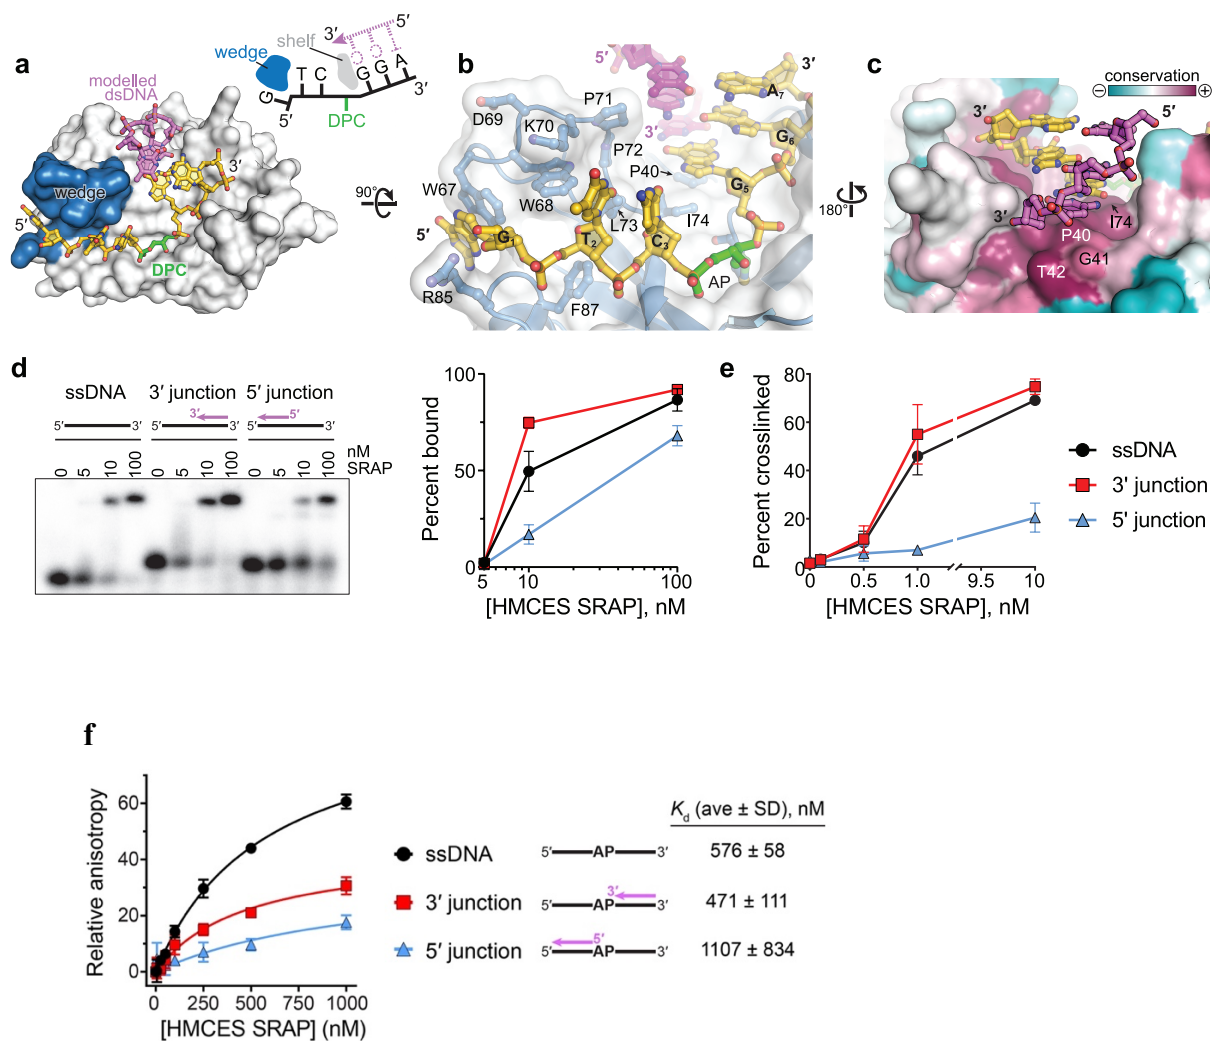 a
modelled
dsDNA
wedge
5′
3′
DPC
wedge
shelf
3′
5′
G
T
C
G
G
A
5′
DPC
3′
90°
b
5′
3′
D69
K70
P71
P72
P40
W67
W68
L73
I74
5′
G1
T2
C3
G5
G6
A7
3′
AP
R85
F87
180°
c
conservation
− +
3′
5′
3′
P40
I74
G41
T42
d
ssDNA
3′ junction
5′ junction
3′
5′
5′ 3′ 5′ 3′ 5′ 3′
0 5 10 100 0 5 10 100 0 5 10 100
nM
SRAP
Percent bound
100
50
0
5 10 100
[HMCES SRAP], nM
e
Percent crosslinked
80
60
40
20
0
0 0.5 1.0 9.5 10
[HMCES SRAP], nM
ssDNA
3′ junction
5′ junction
f
Relative anisotropy
60
40
20
0
0 250 500 750 1000
[HMCES SRAP] (nM)
Kd (ave ± SD), nM
ssDNA 5′ AP 3′ 576 ± 58
3′
3′ junction 5′ AP 3′ 471 ± 111
5′
5′ junction 5′ AP 3′ 1107 ± 834